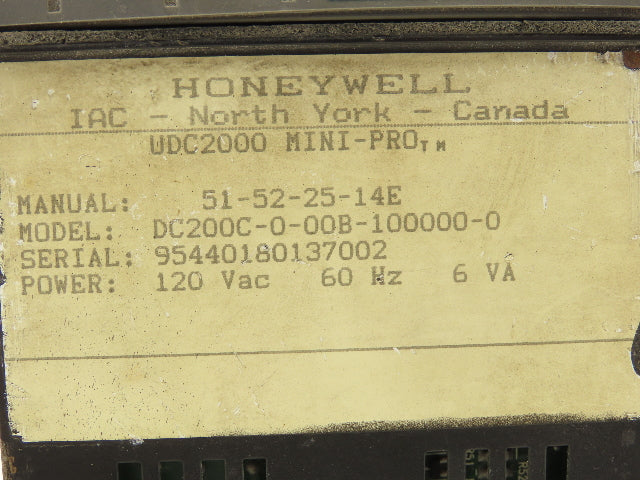 HONEYWELL
IAC - North York - Canada
UDC2000 MINI-PRO™
MANUAL: 51-52-25-14E
MODEL: DC200C-0-00B-100000-0
SERIAL: 95440180137002
POWER: 120 Vac 60 Hz 6 VA